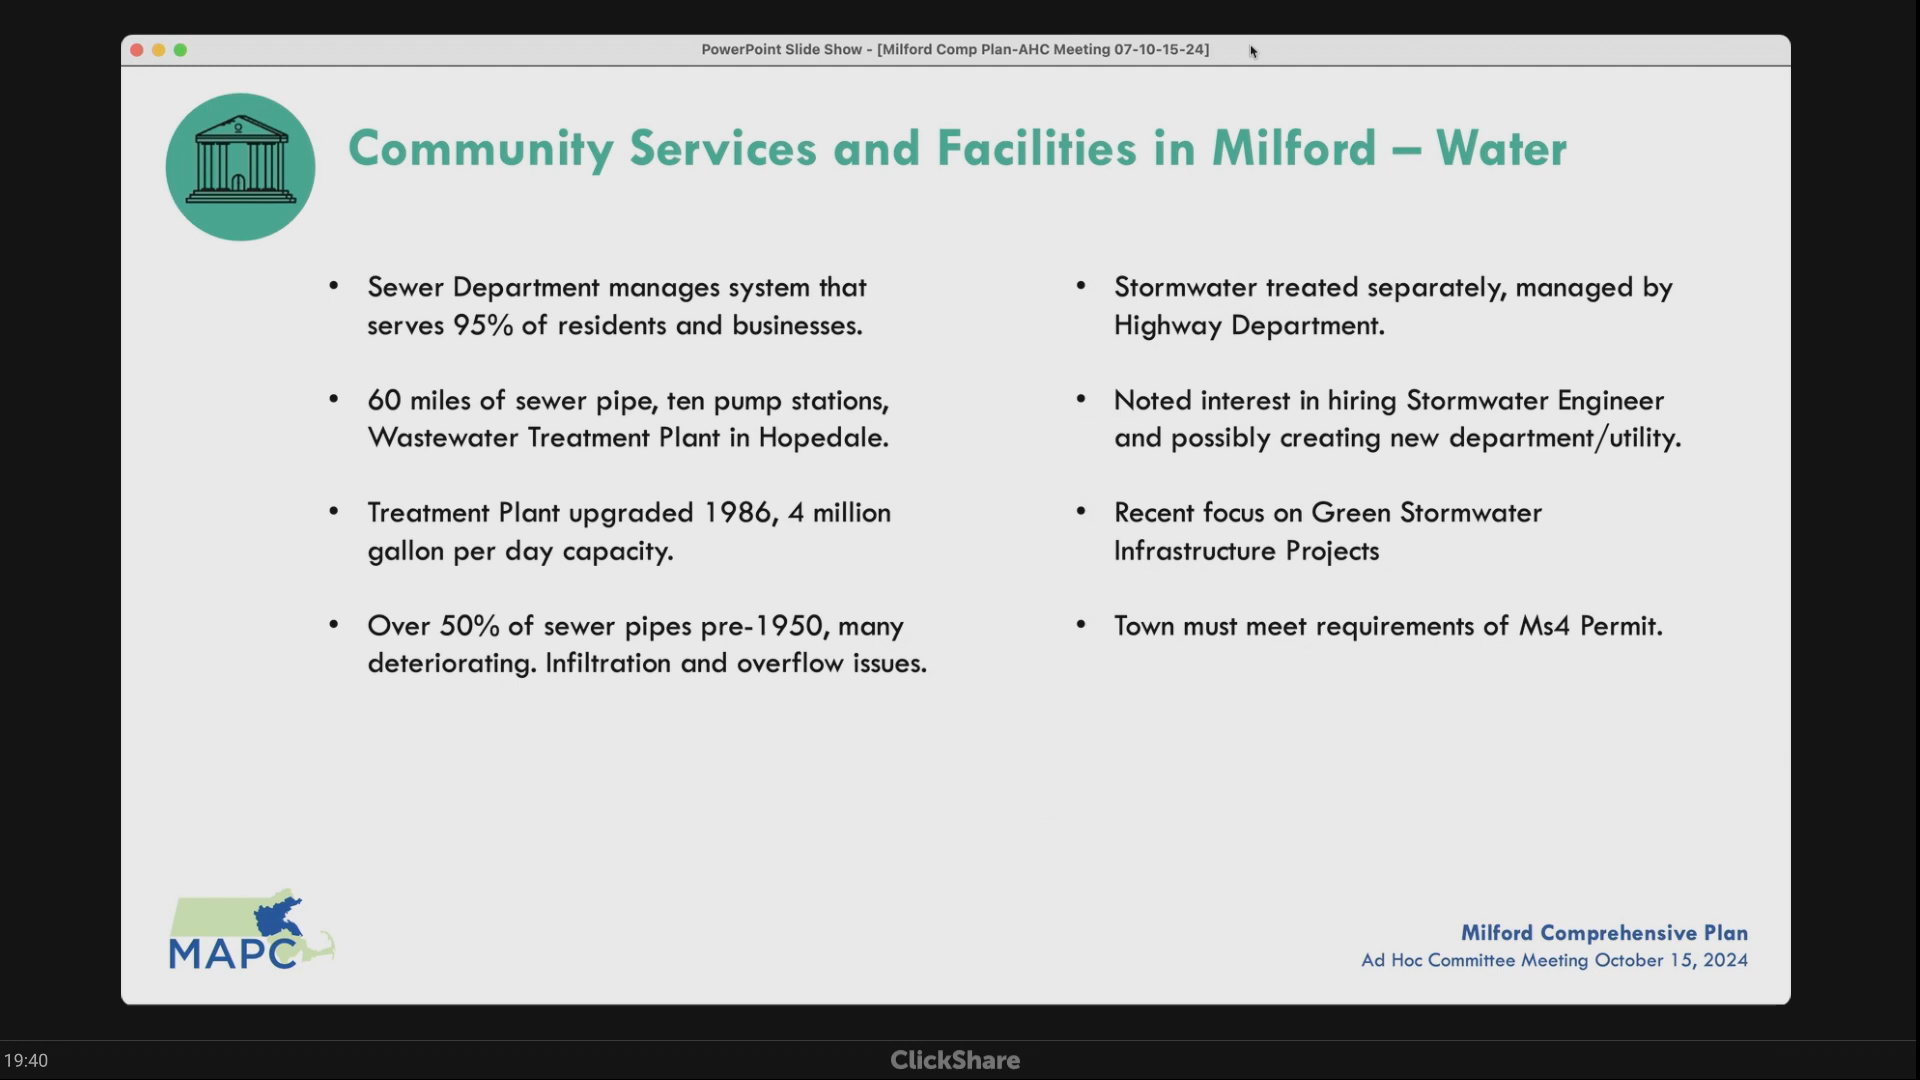 PowerPoint Slide Show - [Milford Comp Plan-AHC Meeting 07-10-15-24]
Community Services and Facilities in Milford – Water
• Sewer Department manages system that
serves 95% of residents and businesses.
• 60 miles of sewer pipe, ten pump stations,
Wastewater Treatment Plant in Hopedale.
• Treatment Plant upgraded 1986, 4 million
gallon per day capacity.
• Over 50% of sewer pipes pre-1950, many
deteriorating. Infiltration and overflow issues.
• Stormwater treated separately, managed by
Highway Department.
• Noted interest in hiring Stormwater Engineer
and possibly creating new department/utility.
• Recent focus on Green Stormwater
Infrastructure Projects
• Town must meet requirements of Ms4 Permit.
MAPC
Milford Comprehensive Plan
Ad Hoc Committee Meeting October 15, 2024
19:40
ClickShare